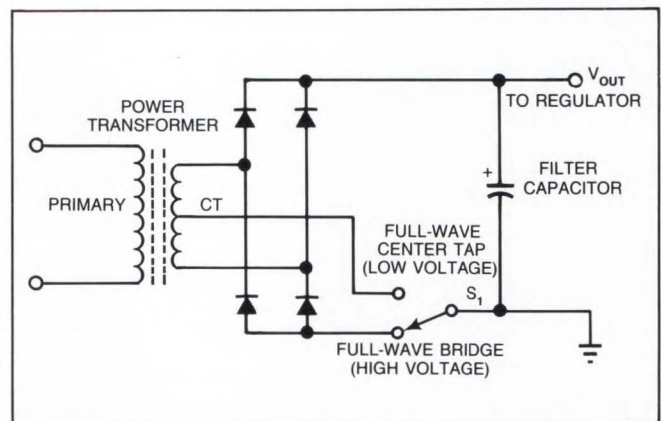 V_OUT
TO REGULATOR
POWER
TRANSFORMER
PRIMARY
CT
+
FILTER
CAPACITOR
FULL-WAVE
CENTER TAP
(LOW VOLTAGE)
S_1
FULL-WAVE BRIDGE
(HIGH VOLTAGE)